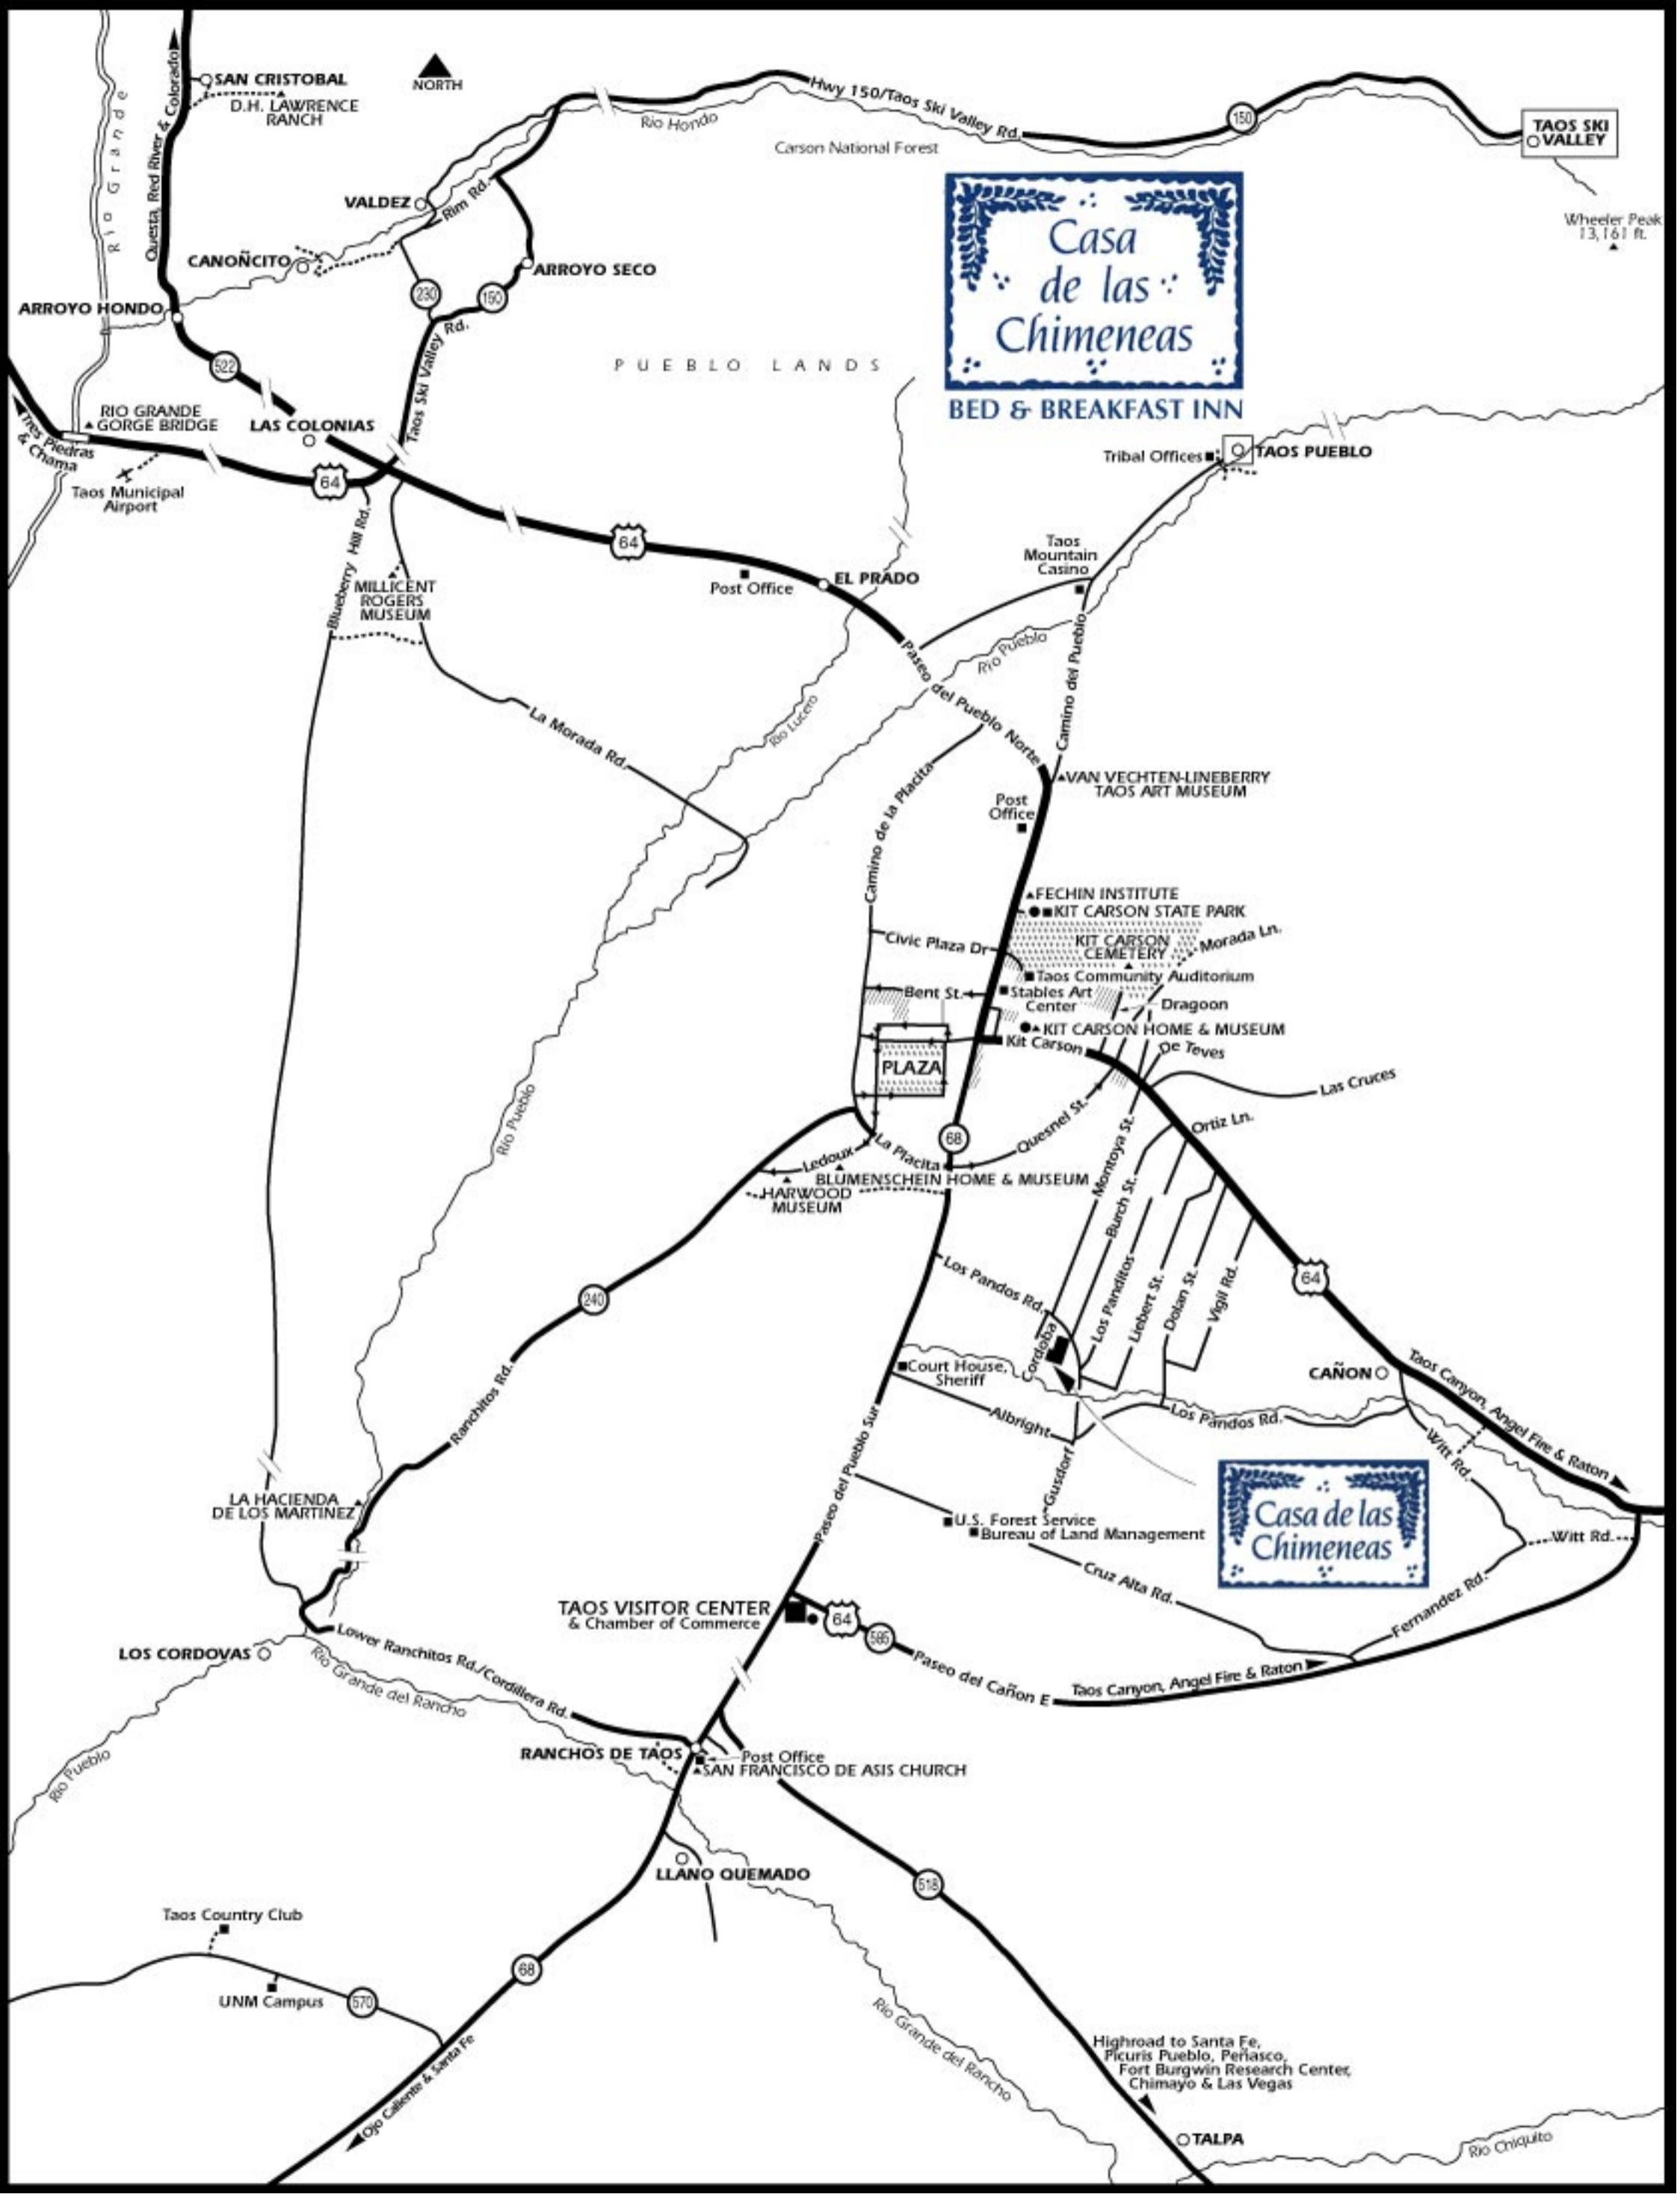 SAN CRISTOBAL
D.H. LAWRENCE
RANCH
NORTH
Rio Grande
Questa, Red River & Colorado
Hwy 150/Taos Ski Valley Rd.
Rio Hondo
150
Carson National Forest
TAOS SKI
VALLEY
Wheeler Peak
13,161 ft.
VALDEZ
Rim Rd.
CANOÑCITO
ARROYO SECO
230
150
ARROYO HONDO
Taos Ski Valley Rd.
522
Casa
de las
Chimeneas
BED & BREAKFAST INN
PUEBLO LANDS
RIO GRANDE
GORGE BRIDGE
LAS COLONIAS
Tres Piedras
& Chama
64
Taos Municipal
Airport
Tribal Offices
TAOS PUEBLO
Blueberry Hill Rd.
64
Taos
Mountain
Casino
MILLICENT
ROGERS
MUSEUM
Post Office
EL PRADO
Rio Pueblo
Paseo del Pueblo Norte
Camino del Pueblo
La Morada Rd.
Rio Lucero
VAN VECHTEN-LINEBERRY
TAOS ART MUSEUM
Post
Office
Camino de la Placita
FECHIN INSTITUTE
KIT CARSON STATE PARK
KIT CARSON
CEMETERY
Morada Ln.
Civic Plaza Dr
Taos Community Auditorium
Bent St.
Stables Art
Center
Dragoon
KIT CARSON HOME & MUSEUM
Kit Carson
De Teves
PLAZA
Las Cruces
Rio Pueblo
68
Quesnel St.
Ortiz Ln.
La Placita
Ledoux
BLUMENSCHEIN HOME & MUSEUM
HARWOOD
MUSEUM
Montoya St.
Burch St.
Los Panditos
Liebert St.
Dolan St.
Vigil Rd.
Los Pandos Rd.
240
64
Cordoba
Court House,
Sheriff
CAÑON
Taos Canyon, Angel Fire & Raton
Ranchitos Rd.
Albright
Los Pandos Rd.
Witt Rd.
Gusdorf
Paseo del Pueblo Sur
LA HACIENDA
DE LOS MARTINEZ
U.S. Forest Service
Bureau of Land Management
Casa de las
Chimeneas
Witt Rd.
Cruz Alta Rd.
Fernandez Rd.
TAOS VISITOR CENTER
& Chamber of Commerce
64
585
Paseo del Cañon E
Taos Canyon, Angel Fire & Raton
LOS CORDOVAS
Lower Ranchitos Rd./Cordillera Rd.
Rio Grande del Rancho
Rio Pueblo
RANCHOS DE TAOS
Post Office
SAN FRANCISCO DE ASIS CHURCH
LLANO QUEMADO
518
Taos Country Club
68
UNM Campus
570
Ojo Caliente & Santa Fe
Rio Grande del Rancho
Highroad to Santa Fe,
Picuris Pueblo, Peñasco,
Fort Burgwin Research Center,
Chimayo & Las Vegas
TALPA
Rio Chiquito